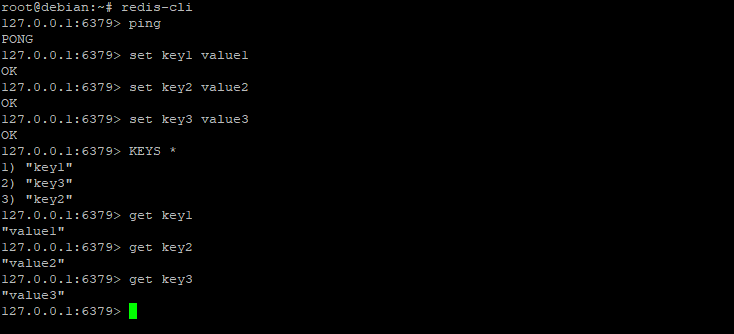 root@debian:~# redis-cli
127.0.0.1:6379> ping
PONG
127.0.0.1:6379> set key1 value1
OK
127.0.0.1:6379> set key2 value2
OK
127.0.0.1:6379> set key3 value3
OK
127.0.0.1:6379> KEYS *
1) "key1"
2) "key3"
3) "key2"
127.0.0.1:6379> get key1
"value1"
127.0.0.1:6379> get key2
"value2"
127.0.0.1:6379> get key3
"value3"
127.0.0.1:6379>